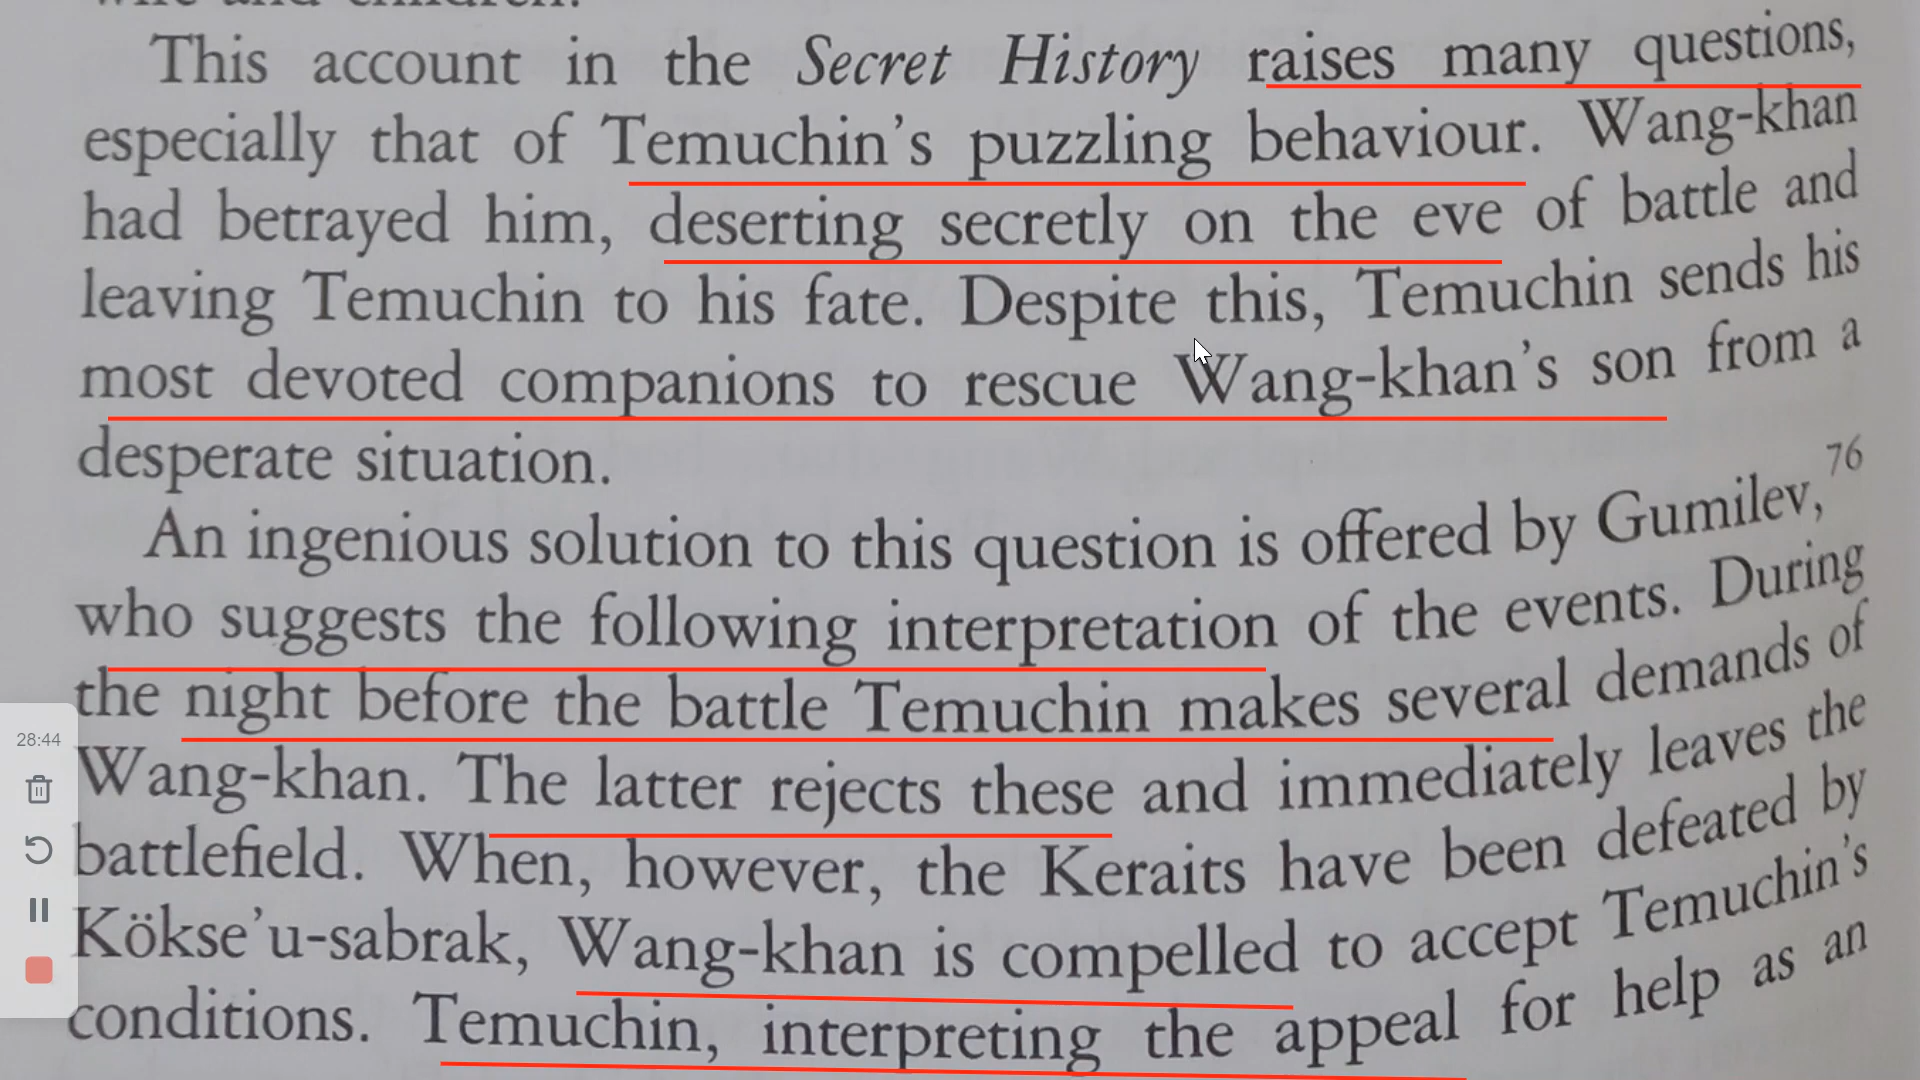 wife and children.
This account in the Secret History raises many questions,
especially that of Temuchin's puzzling behaviour. Wang-khan
had betrayed him, deserting secretly on the eve of battle and
leaving Temuchin to his fate. Despite this, Temuchin sends his
most devoted companions to rescue Wang-khan's son from a
desperate situation.
An ingenious solution to this question is offered by Gumilev,76
who suggests the following interpretation of the events. During
the night before the battle Temuchin makes several demands of
Wang-khan. The latter rejects these and immediately leaves the
battlefield. When, however, the Keraits have been defeated by
Kökse'u-sabrak, Wang-khan is compelled to accept Temuchin's
conditions. Temuchin, interpreting the appeal for help as an
28:44